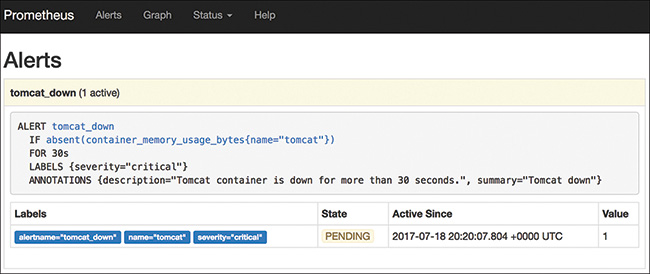 Prometheus Alerts Graph Status Help
Alerts
tomcat_down (1 active)
ALERT tomcat_down
IF absent(container_memory_usage_bytes{name="tomcat"})
FOR 30s
LABELS {severity="critical"}
ANNOTATIONS {description="Tomcat container is down for more than 30 seconds.", summary="Tomcat down"}
Labels State Active Since Value
alertname="tomcat_down" name="tomcat" severity="critical" PENDING 2017-07-18 20:20:07.804 +0000 UTC 1